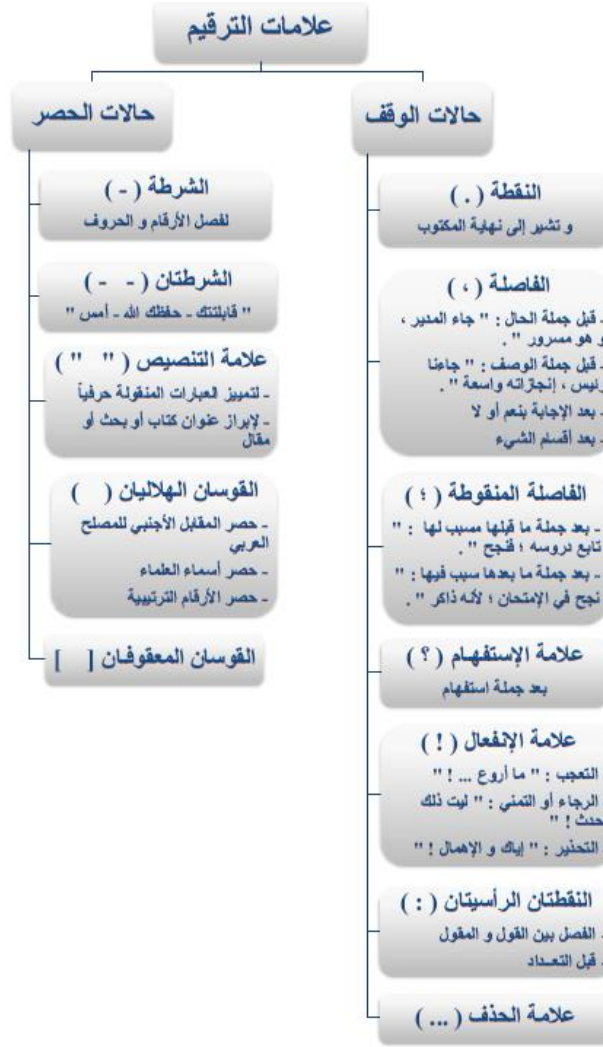 علامات الترقيم
حالات الوقف
النقطة ( . )
و تشير إلى نهاية المكتوب
الفاصلة ( ، )
- قبل جملة الحال : " جاء المدير ،
و هو مسرور " .
- قبل جملة الوصف : " جاءنا
رئيس ، إنجازاته واسعة " .
- بعد الإجابة بنعم أو لا
- بعد أقسام الشيء
الفاصلة المنقوطة ( ؛ )
- بعد جملة ما قبلها مسبب لها : "
تابع دروسه ؛ فنجح " .
- بعد جملة ما بعدها سبب فيها : "
نجح في الإمتحان ؛ لأنه ذاكر " .
علامة الإستفهام ( ؟ )
بعد جملة استفهام
علامة الإنفعال ( ! )
التعجب : " ما أروع ... ! "
الرجاء أو التمني : " ليت ذلك
حدث ! "
التحذير : " إياك و الإهمال ! "
النقطتان الرأسيتان ( : )
- الفصل بين القول و المقول
- قبل التعــداد
علامة الحذف ( ... )
حالات الحصر
الشرطة ( - )
لفصل الأرقام و الحروف
الشرطتان ( - - )
" قابلتتك - حفظك الله - أمس "
علامة التنصيص ( " " )
- لتمييز العبارات المنقولة حرفياً
- لإبراز عنوان كتاب أو بحث أو
مقال
القوسان الهلاليان ( )
- حصر المقابل الأجنبي للمصلح
العربي
- حصر أسماء العلماء
- حصر الأرقام الترتيبية
القوسان المعقوفـان [ ]